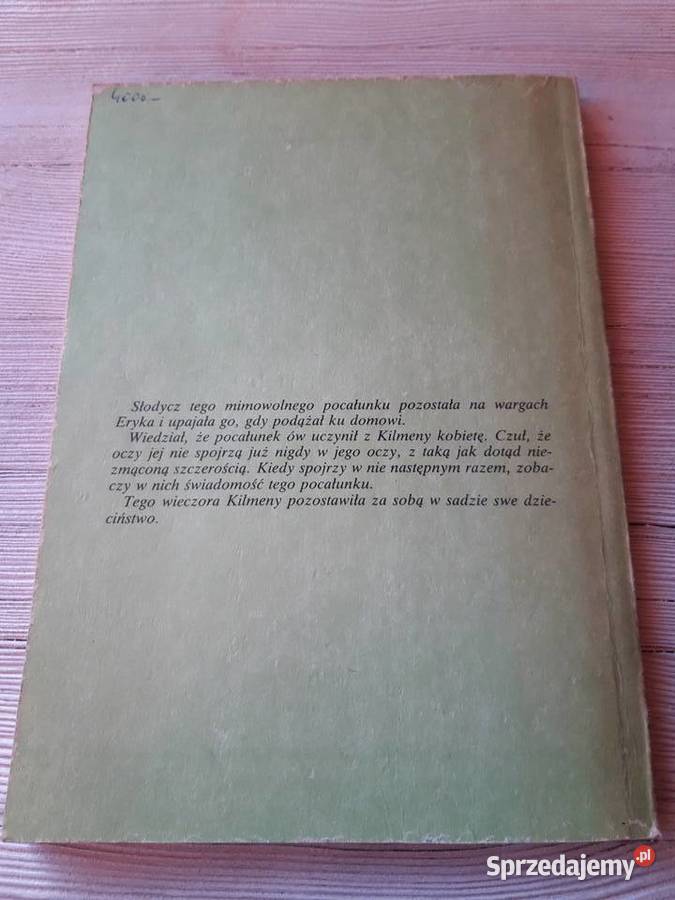 4000,-
Słodycz tego mimowolnego pocałunku pozostała na wargach
Eryka i upajała go, gdy podążał ku domowi.
Wiedział, że pocałunek ów uczynił z Kilmeny kobietę. Czuł, że
oczy jej nie spojrzą już nigdy w jego oczy, z taką jak dotąd nie-
zmąconą szczerością. Kiedy spojrzy w nie następnym razem, zoba-
czy w nich świadomość tego pocałunku.
Tego wieczora Kilmeny pozostawiła za sobą w sadzie swe dzie-
ciństwo.
Sprzedajemy.pl